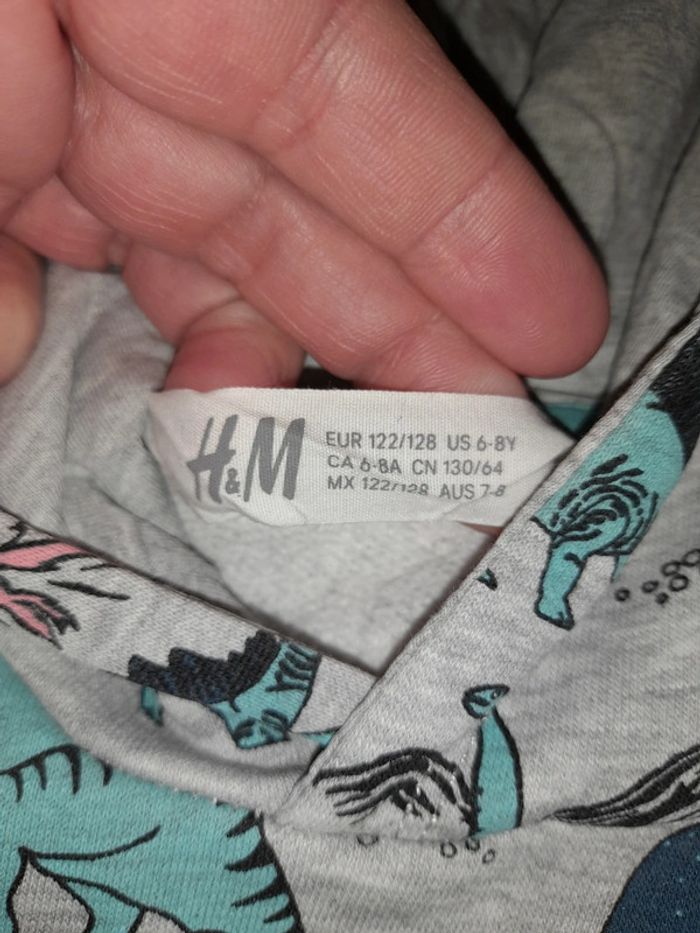 H&M
EUR 122/128 US 6-8Y
CA 6-8A CN 130/64
MX 122/128 AUS 7-8